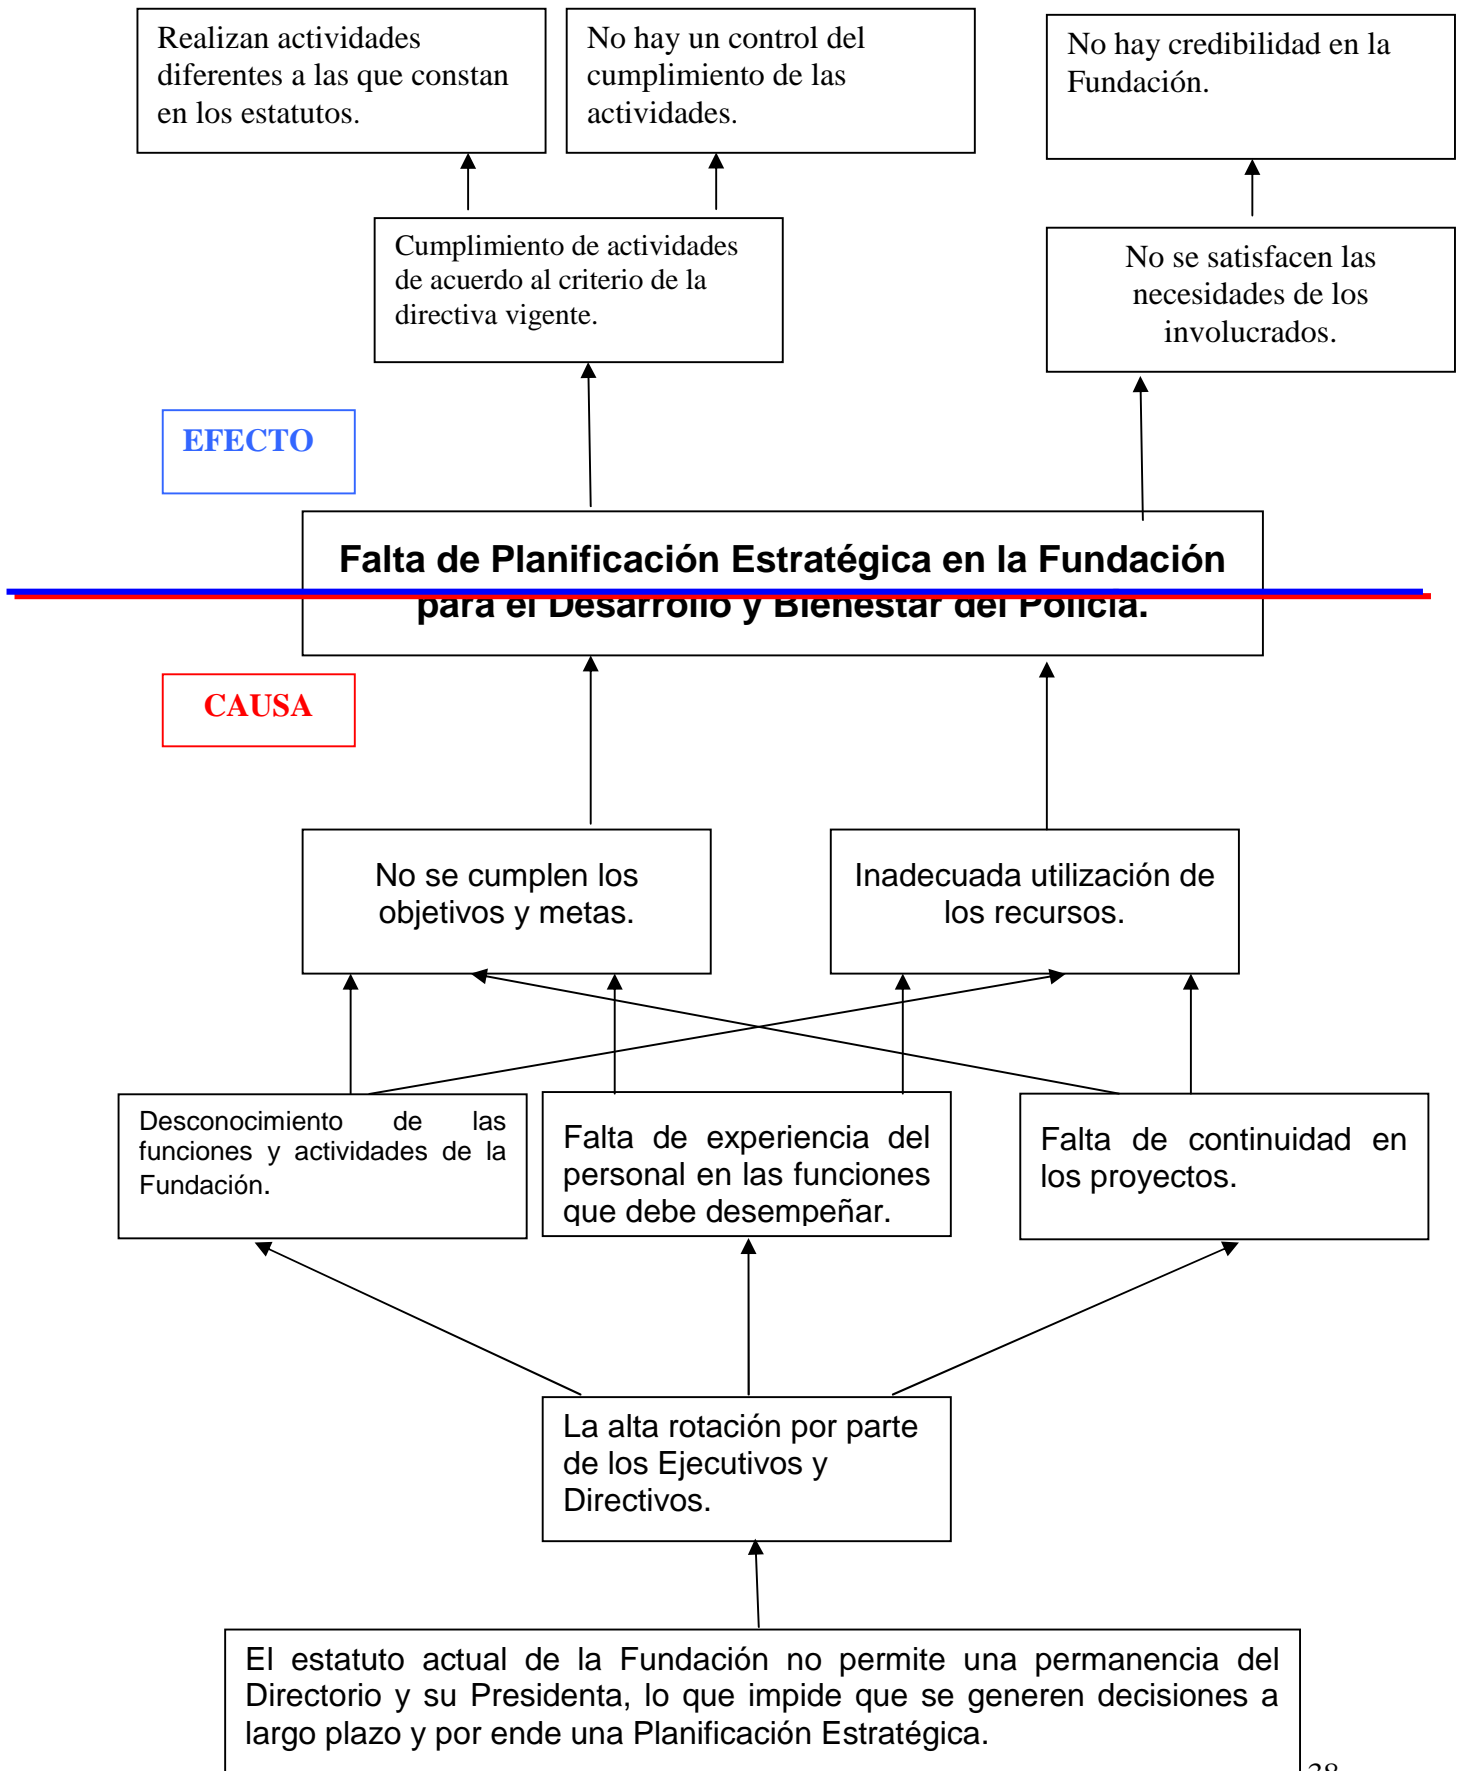 Realizan actividades
diferentes a las que constan
en los estatutos.
No hay un control del
cumplimiento de las
actividades.
No hay credibilidad en la
Fundación.
Cumplimiento de actividades
de acuerdo al criterio de la
directiva vigente.
No se satisfacen las
necesidades de los
involucrados.
EFECTO
Falta de Planificación Estratégica en la Fundación
para el Desarrollo y Bienestar del Policía.
CAUSA
No se cumplen los
objetivos y metas.
Inadecuada utilización de
los recursos.
Desconocimiento de las
funciones y actividades de la
Fundación.
Falta de experiencia del
personal en las funciones
que debe desempeñar.
Falta de continuidad en
los proyectos.
La alta rotación por parte
de los Ejecutivos y
Directivos.
El estatuto actual de la Fundación no permite una permanencia del
Directorio y su Presidenta, lo que impide que se generen decisiones a
largo plazo y por ende una Planificación Estratégica.
38